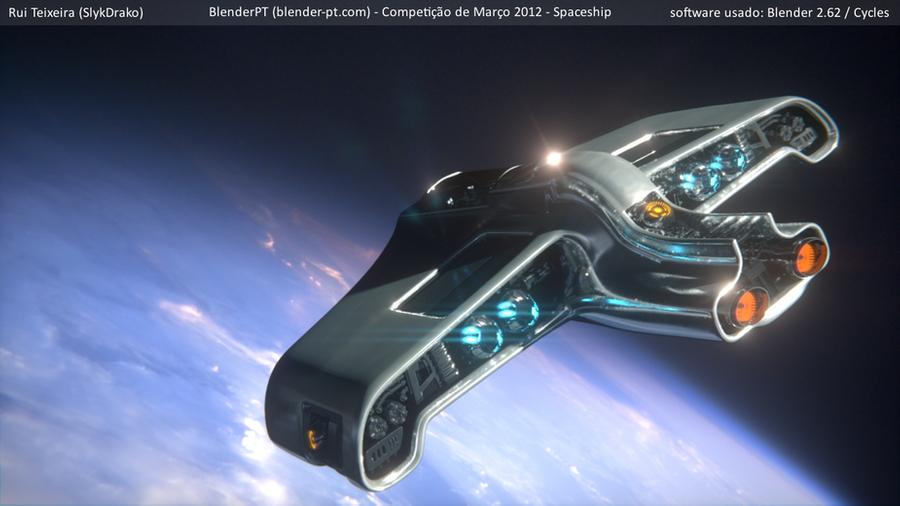 Rui Teixeira (SlykDrako) BlenderPT (blender-pt.com) - Competição de Março 2012 - Spaceship software usado: Blender 2.62 / Cycles